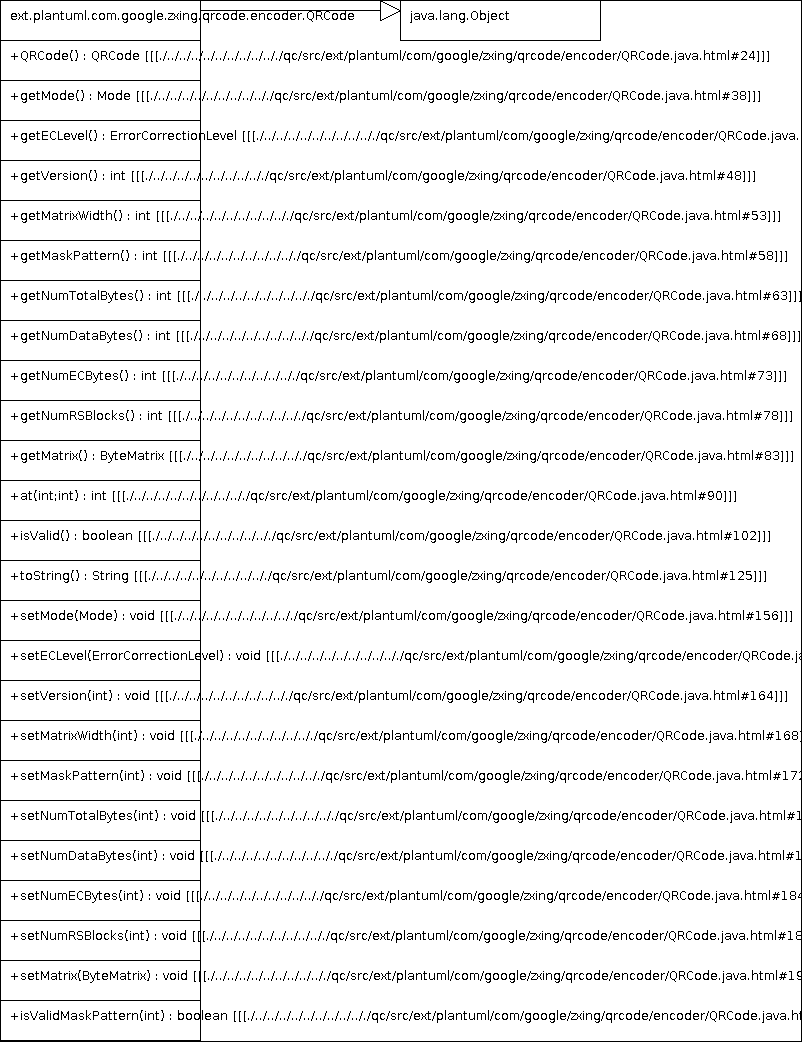 ext.plantuml.com.google.zxing.qrcode.encoder.QRCode
java.lang.Object
+QRCode() : QRCode [[[./../../../../../../../../../../qc/src/ext/plantuml/com/google/zxing/qrcode/encoder/QRCode.java.html#24]]]
+getMode() : Mode [[[./../../../../../../../../../../qc/src/ext/plantuml/com/google/zxing/qrcode/encoder/QRCode.java.html#38]]]
+getECLevel() : ErrorCorrectionLevel [[[./../../../../../../../../../../qc/src/ext/plantuml/com/google/zxing/qrcode/encoder/QRCode.java.
+getVersion() : int [[[./../../../../../../../../../../qc/src/ext/plantuml/com/google/zxing/qrcode/encoder/QRCode.java.html#48]]]
+getMatrixWidth() : int [[[./../../../../../../../../../../qc/src/ext/plantuml/com/google/zxing/qrcode/encoder/QRCode.java.html#53]]]
+getMaskPattern() : int [[[./../../../../../../../../../../qc/src/ext/plantuml/com/google/zxing/qrcode/encoder/QRCode.java.html#58]]]
+getNumTotalBytes() : int [[[./../../../../../../../../../../qc/src/ext/plantuml/com/google/zxing/qrcode/encoder/QRCode.java.html#63]]]
+getNumDataBytes() : int [[[./../../../../../../../../../../qc/src/ext/plantuml/com/google/zxing/qrcode/encoder/QRCode.java.html#68]]]
+getNumECBytes() : int [[[./../../../../../../../../../../qc/src/ext/plantuml/com/google/zxing/qrcode/encoder/QRCode.java.html#73]]]
+getNumRSBlocks() : int [[[./../../../../../../../../../../qc/src/ext/plantuml/com/google/zxing/qrcode/encoder/QRCode.java.html#78]]]
+getMatrix() : ByteMatrix [[[./../../../../../../../../../../qc/src/ext/plantuml/com/google/zxing/qrcode/encoder/QRCode.java.html#83]]]
+at(int;int) : int [[[./../../../../../../../../../../qc/src/ext/plantuml/com/google/zxing/qrcode/encoder/QRCode.java.html#90]]]
+isValid() : boolean [[[./../../../../../../../../../../qc/src/ext/plantuml/com/google/zxing/qrcode/encoder/QRCode.java.html#102]]]
+toString() : String [[[./../../../../../../../../../../qc/src/ext/plantuml/com/google/zxing/qrcode/encoder/QRCode.java.html#125]]]
+setMode(Mode) : void [[[./../../../../../../../../../../qc/src/ext/plantuml/com/google/zxing/qrcode/encoder/QRCode.java.html#156]]]
+setECLevel(ErrorCorrectionLevel) : void [[[./../../../../../../../../../../qc/src/ext/plantuml/com/google/zxing/qrcode/encoder/QRCode.ja
+setVersion(int) : void [[[./../../../../../../../../../../qc/src/ext/plantuml/com/google/zxing/qrcode/encoder/QRCode.java.html#164]]]
+setMatrixWidth(int) : void [[[./../../../../../../../../../../qc/src/ext/plantuml/com/google/zxing/qrcode/encoder/QRCode.java.html#168]
+setMaskPattern(int) : void [[[./../../../../../../../../../../qc/src/ext/plantuml/com/google/zxing/qrcode/encoder/QRCode.java.html#172
+setNumTotalBytes(int) : void [[[./../../../../../../../../../../qc/src/ext/plantuml/com/google/zxing/qrcode/encoder/QRCode.java.html#1
+setNumDataBytes(int) : void [[[./../../../../../../../../../../qc/src/ext/plantuml/com/google/zxing/qrcode/encoder/QRCode.java.html#1
+setNumECBytes(int) : void [[[./../../../../../../../../../../qc/src/ext/plantuml/com/google/zxing/qrcode/encoder/QRCode.java.html#184
+setNumRSBlocks(int) : void [[[./../../../../../../../../../../qc/src/ext/plantuml/com/google/zxing/qrcode/encoder/QRCode.java.html#18
+setMatrix(ByteMatrix) : void [[[./../../../../../../../../../../qc/src/ext/plantuml/com/google/zxing/qrcode/encoder/QRCode.java.html#19
+isValidMaskPattern(int) : boolean [[[./../../../../../../../../../../qc/src/ext/plantuml/com/google/zxing/qrcode/encoder/QRCode.java.ht